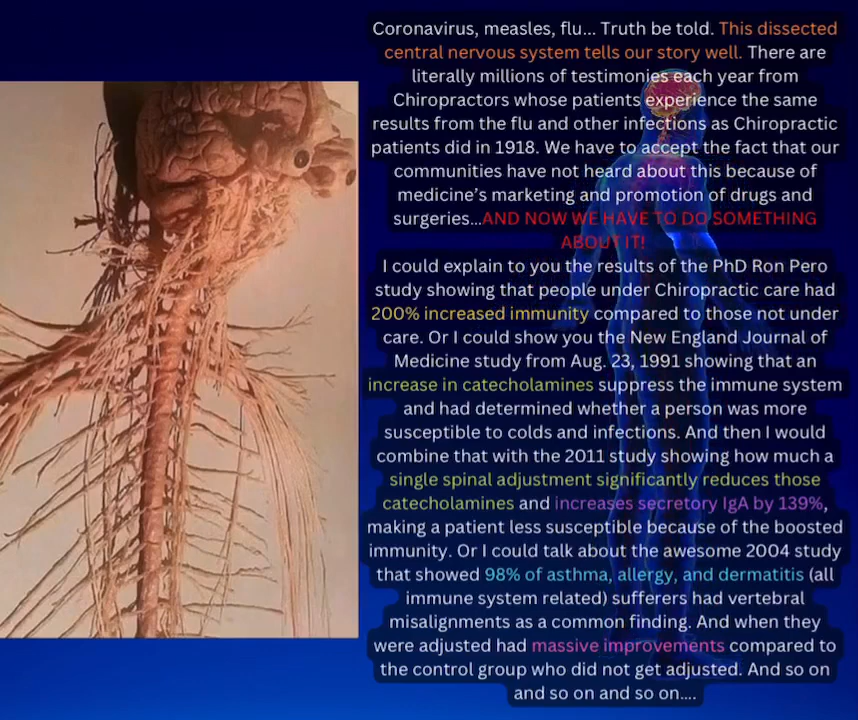 Coronavirus, measles, flu... Truth be told. This dissected
central nervous system tells our story well. There are
literally millions of testimonies each year from
Chiropractors whose patients experience the same
results from the flu and other infections as Chiropractic
patients did in 1918. We have to accept the fact that our
communities have not heard about this because of
medicine's marketing and promotion of drugs and
surgeries...AND NOW WE HAVE TO DO SOMETHING
ABOUT IT!
I could explain to you the results of the PhD Ron Pero
study showing that people under Chiropractic care had
200% increased immunity compared to those not under
care. Or I could show you the New England Journal of
Medicine study from Aug. 23, 1991 showing that an
increase in catecholamines suppress the immune system
and had determined whether a person was more
susceptible to colds and infections. And then I would
combine that with the 2011 study showing how much a
single spinal adjustment significantly reduces those
catecholamines and increases secretory IgA by 139%,
making a patient less susceptible because of the boosted
immunity. Or I could talk about the awesome 2004 study
that showed 98% of asthma, allergy, and dermatitis (all
immune system related) sufferers had vertebral
misalignments as a common finding. And when they
were adjusted had massive improvements compared to
the control group who did not get adjusted. And so on
and so on and so on....